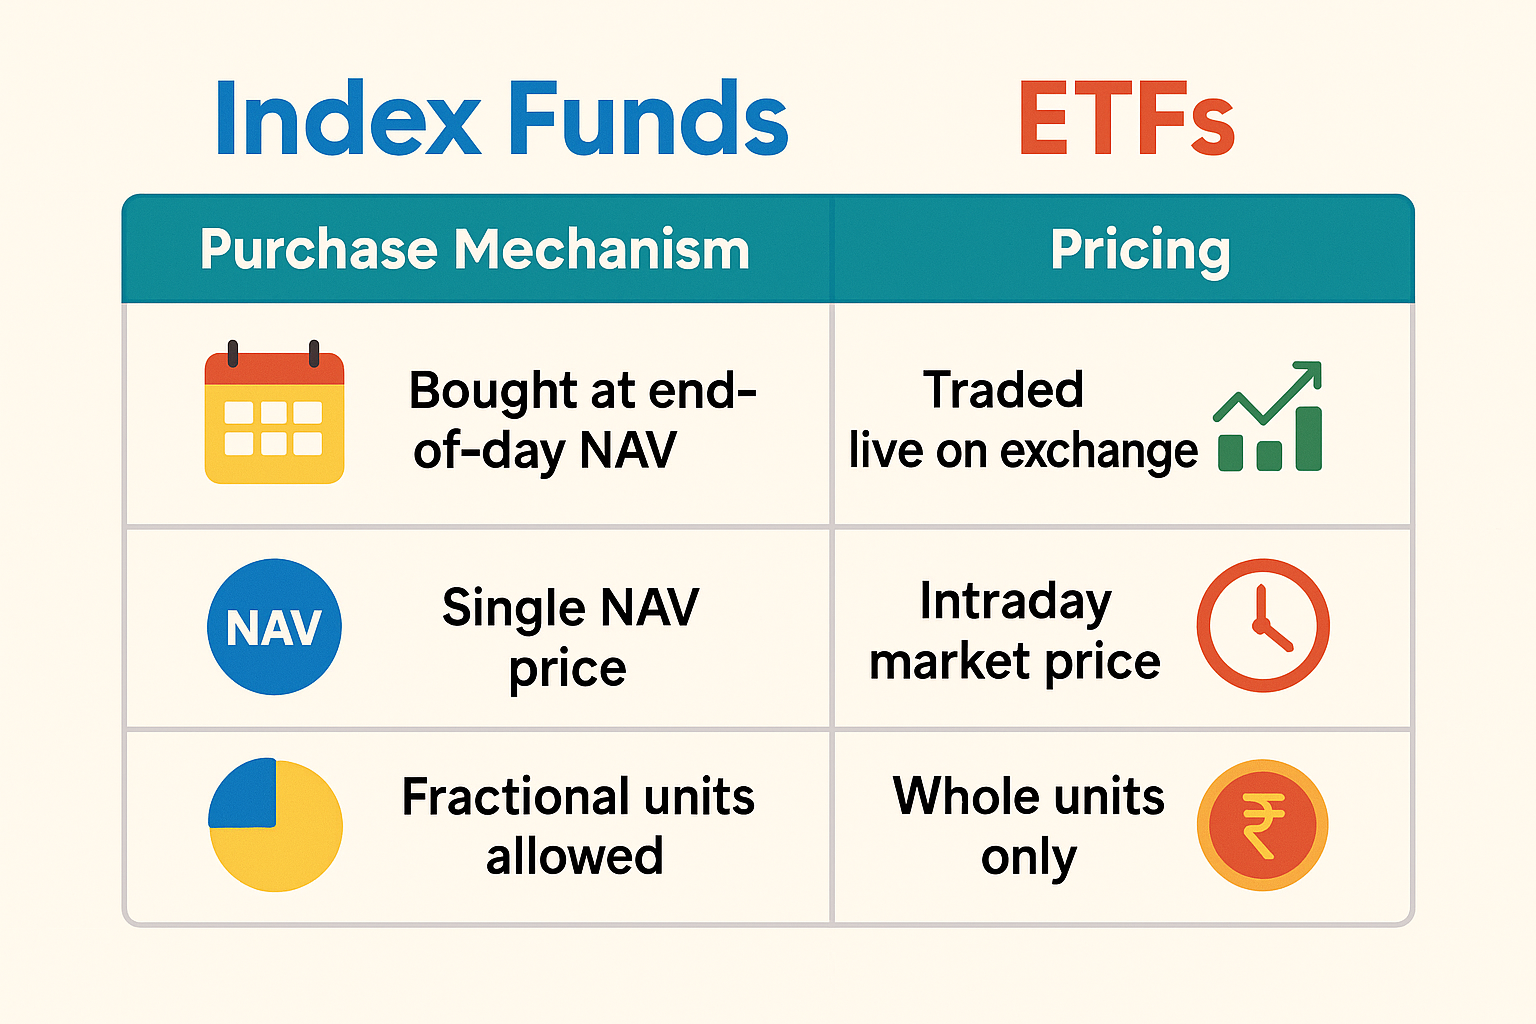 Index Funds
ETFs
Purchase Mechanism
Pricing
Bought at end-
of-day NAV
Traded
live on exchange
NAV
Single NAV
price
Intraday
market price
Fractional units
allowed
Whole units
only
₹